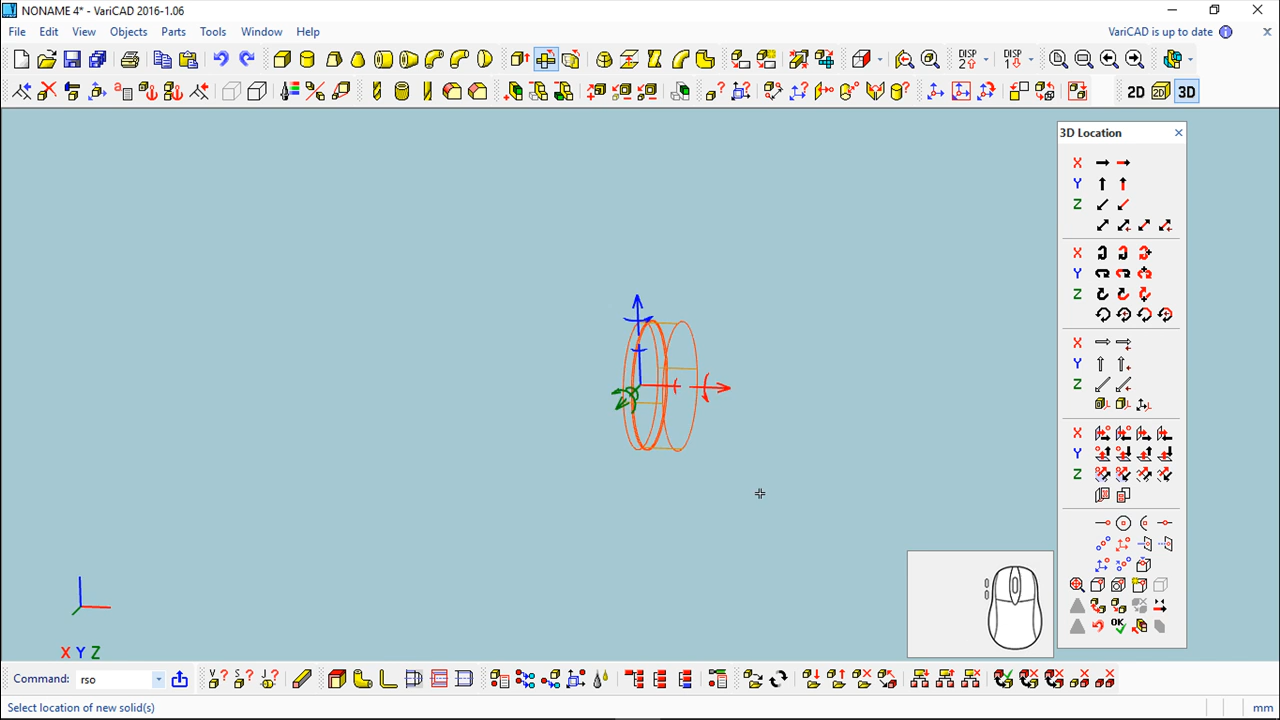 NONAME 4* - VariCAD 2016-1.06
File Edit View Objects Parts Tools Window Help
VariCAD is up to date
DISP 2
DISP 1
2D 2D 3D
3D Location
X
Y
Z
X
Y
Z
X
Y
Z
X
Y
Z
OK
X Y Z
Command: rso
Select location of new solid(s)
mm